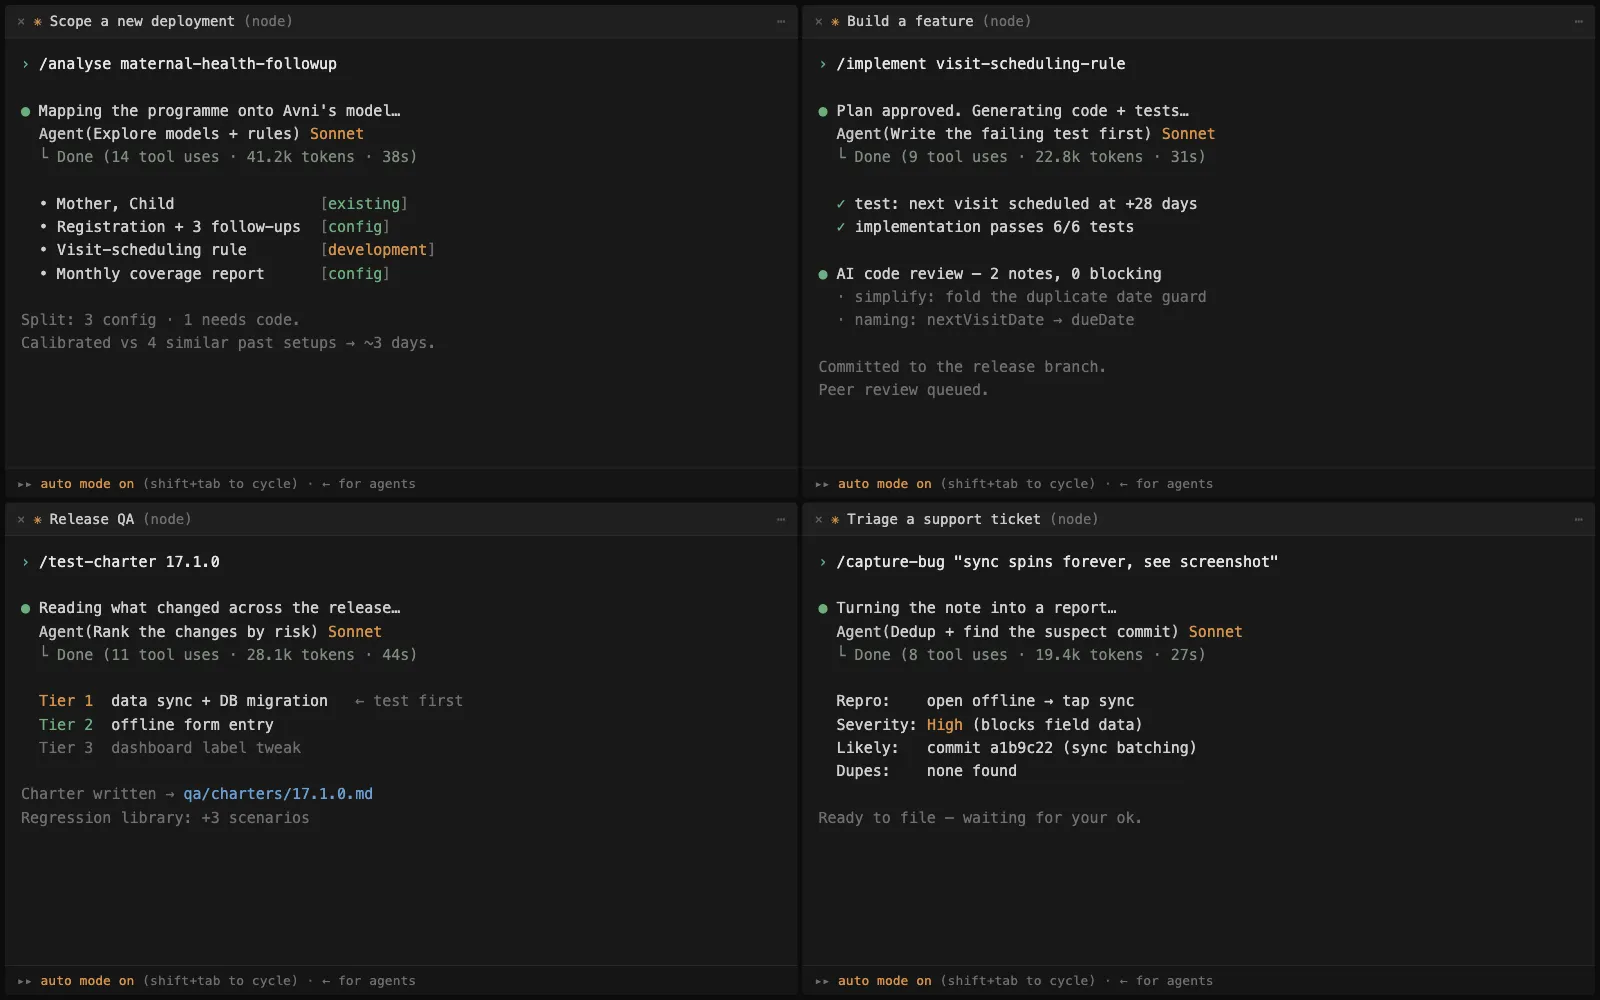 × ✳ Scope a new deployment (node) ⋯
› /analyse maternal-health-followup
● Mapping the programme onto Avni's model…
Agent(Explore models + rules) Sonnet
└ Done (14 tool uses · 41.2k tokens · 38s)
• Mother, Child [existing]
• Registration + 3 follow-ups [config]
• Visit-scheduling rule [development]
• Monthly coverage report [config]
Split: 3 config · 1 needs code.
Calibrated vs 4 similar past setups → ~3 days.
▸▸ auto mode on (shift+tab to cycle) · ← for agents
× ✳ Build a feature (node) ⋯
› /implement visit-scheduling-rule
● Plan approved. Generating code + tests…
Agent(Write the failing test first) Sonnet
└ Done (9 tool uses · 22.8k tokens · 31s)
✓ test: next visit scheduled at +28 days
✓ implementation passes 6/6 tests
● AI code review — 2 notes, 0 blocking
· simplify: fold the duplicate date guard
· naming: nextVisitDate → dueDate
Committed to the release branch.
Peer review queued.
▸▸ auto mode on (shift+tab to cycle) · ← for agents
× ✳ Release QA (node) ⋯
› /test-charter 17.1.0
● Reading what changed across the release…
Agent(Rank the changes by risk) Sonnet
└ Done (11 tool uses · 28.1k tokens · 44s)
Tier 1 data sync + DB migration ← test first
Tier 2 offline form entry
Tier 3 dashboard label tweak
Charter written → qa/charters/17.1.0.md
Regression library: +3 scenarios
▸▸ auto mode on (shift+tab to cycle) · ← for agents
× ✳ Triage a support ticket (node) ⋯
› /capture-bug "sync spins forever, see screenshot"
● Turning the note into a report…
Agent(Dedup + find the suspect commit) Sonnet
└ Done (8 tool uses · 19.4k tokens · 27s)
Repro: open offline → tap sync
Severity: High (blocks field data)
Likely: commit a1b9c22 (sync batching)
Dupes: none found
Ready to file — waiting for your ok.
▸▸ auto mode on (shift+tab to cycle) · ← for agents